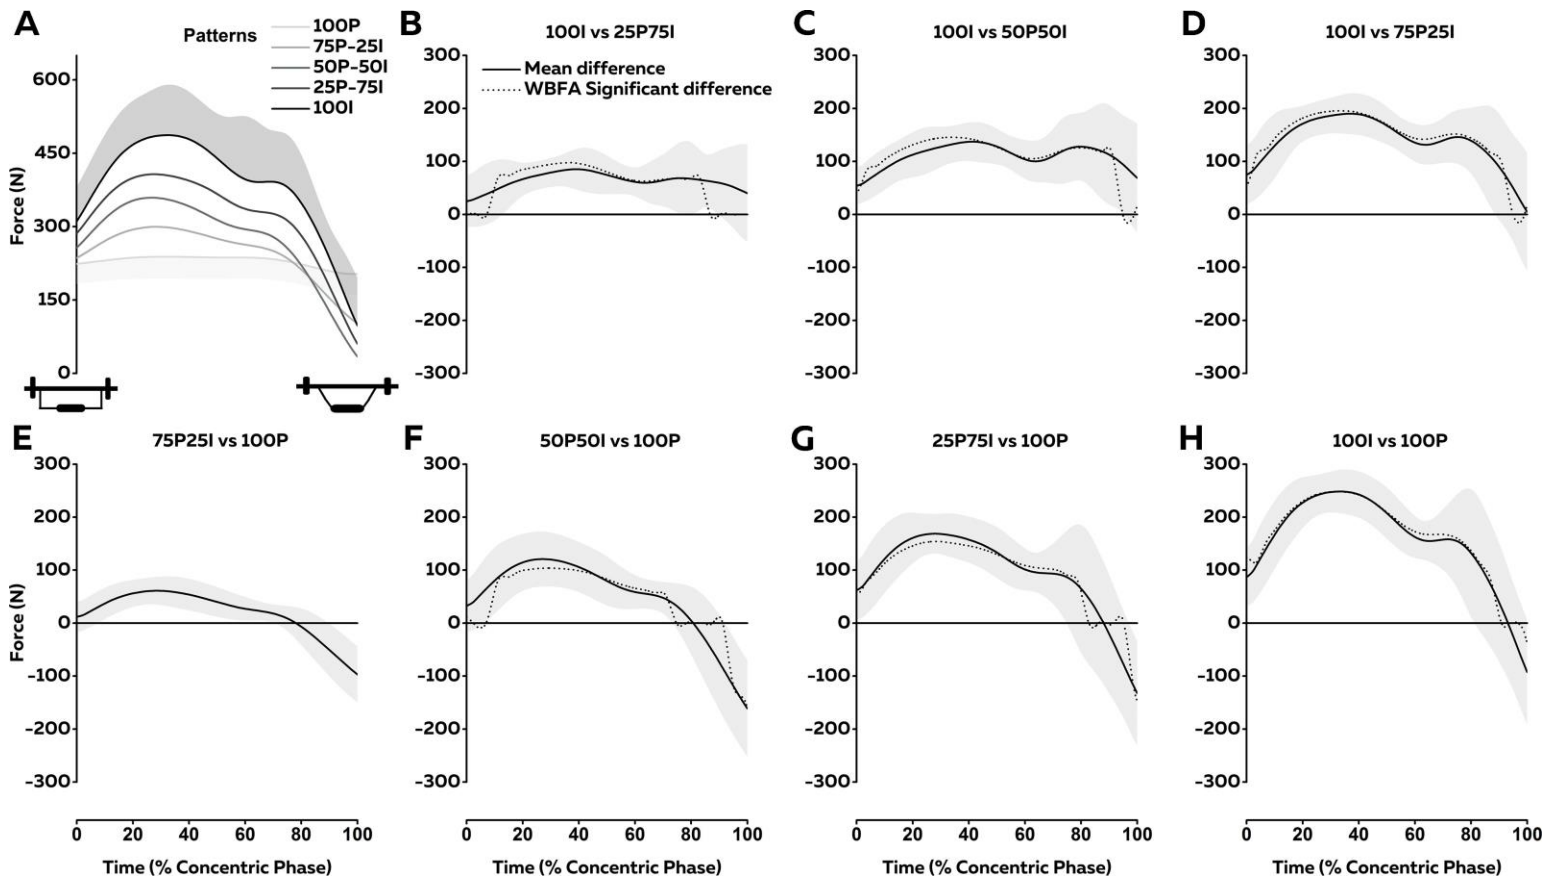 A
Patterns
100P
75P-25I
50P-50I
25P-75I
100I
600
450
300
150
0
Force (N)
B
100I vs 25P75I
Mean difference
WBFA Significant difference
300
200
100
0
-100
-200
-300
C
100I vs 50P50I
300
200
100
0
-100
-200
-300
D
100I vs 75P25I
300
200
100
0
-100
-200
-300
E
75P25I vs 100P
300
200
100
0
-100
-200
-300
Force (N)
0 20 40 60 80 100
Time (% Concentric Phase)
F
50P50I vs 100P
300
200
100
0
-100
-200
-300
0 20 40 60 80 100
Time (% Concentric Phase)
G
25P75I vs 100P
300
200
100
0
-100
-200
-300
0 20 40 60 80 100
Time (% Concentric Phase)
H
100I vs 100P
300
200
100
0
-100
-200
-300
0 20 40 60 80 100
Time (% Concentric Phase)